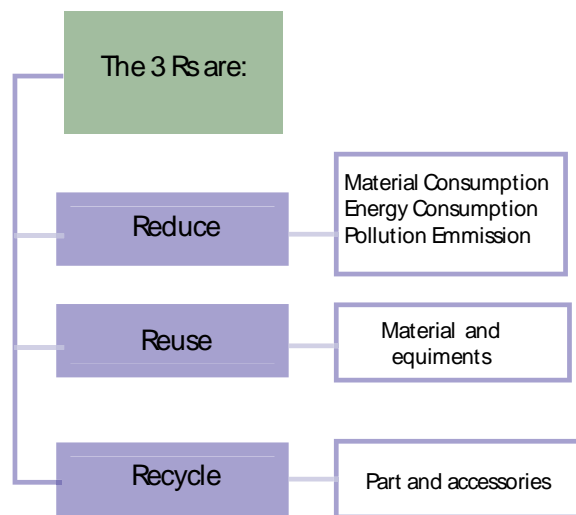 The 3 Rs are:
Reduce
Material Consumption
Energy Consumption
Pollution Emmission
Reuse
Material and
equiments
Recycle
Part and accessories